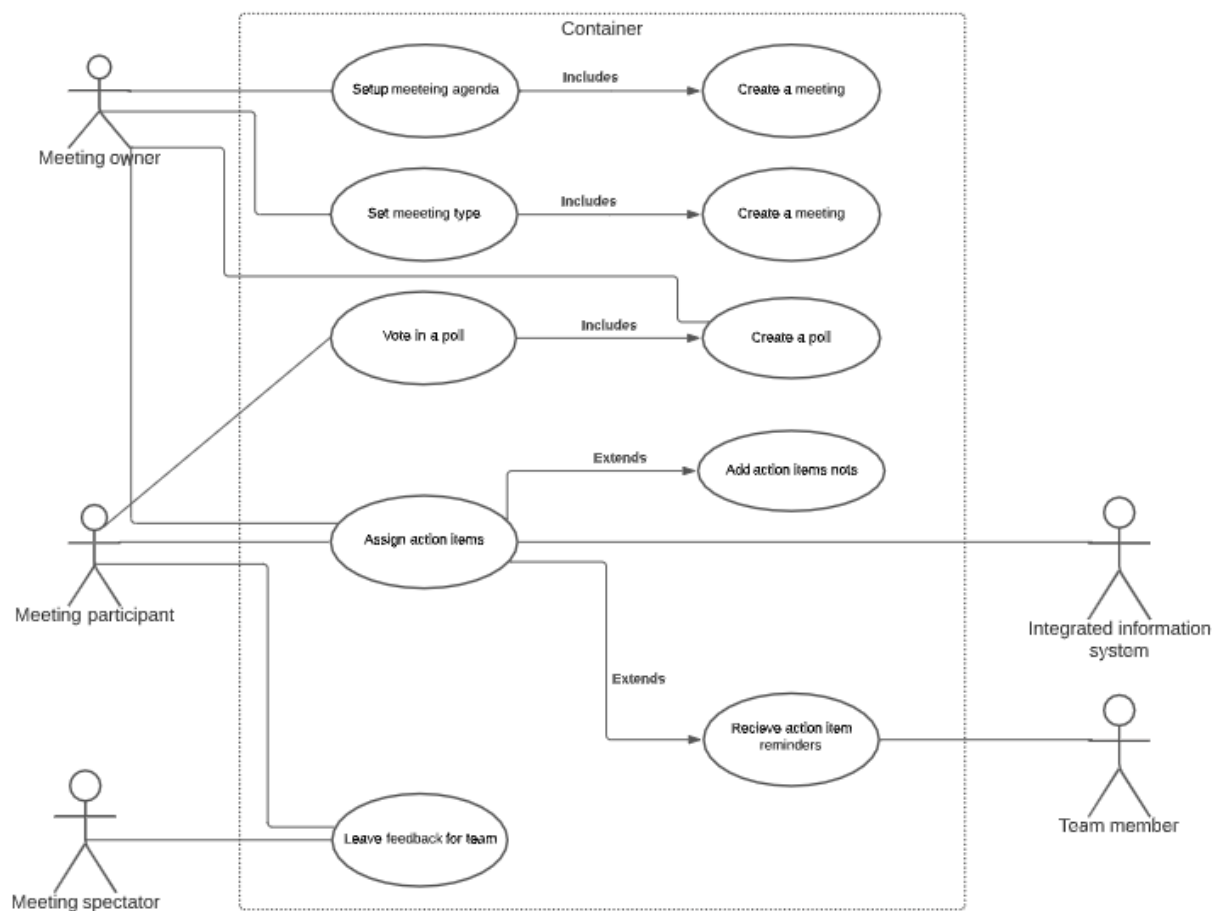 Container
Setup meeteing agenda
Includes
Create a meeting
Meeting owner
Set meeeting type
Includes
Create a meeting
Vote in a poll
Includes
Create a poll
Extends
Add action items nots
Assign action items
Meeting participant
Integrated information
system
Extends
Recieve action item
reminders
Team member
Leave feedback for team
Meeting spectator